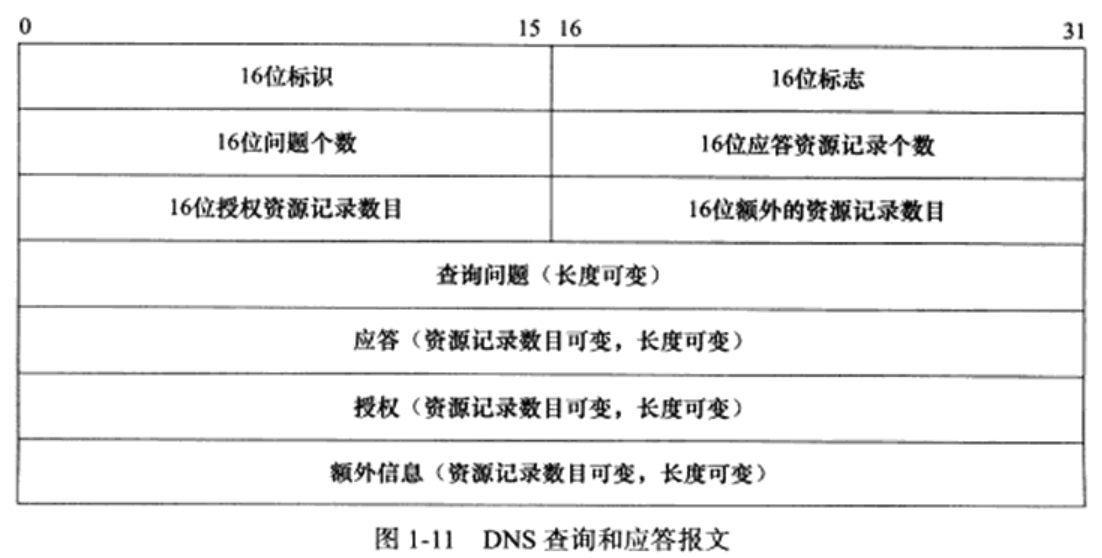 0 15 16 31
16位标识 16位标志
16位问题个数 16位应答资源记录个数
16位授权资源记录数目 16位额外的资源记录数目
查询问题（长度可变）
应答（资源记录数目可变，长度可变）
授权（资源记录数目可变，长度可变）
额外信息（资源记录数目可变，长度可变）
图 1-11 DNS 查询和应答报文